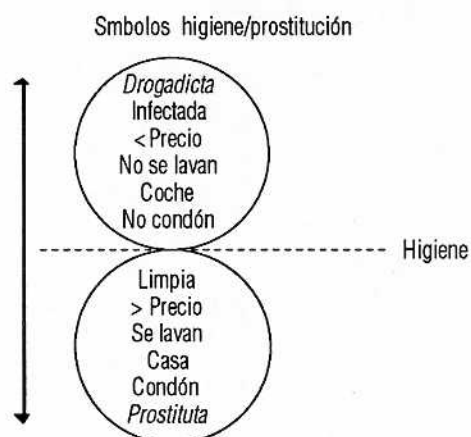 Smbolos higiene/prostitución
Drogadicta
Infectada
< Precio
No se lavan
Coche
No condón
Higiene
Limpia
> Precio
Se lavan
Casa
Condón
Prostituta